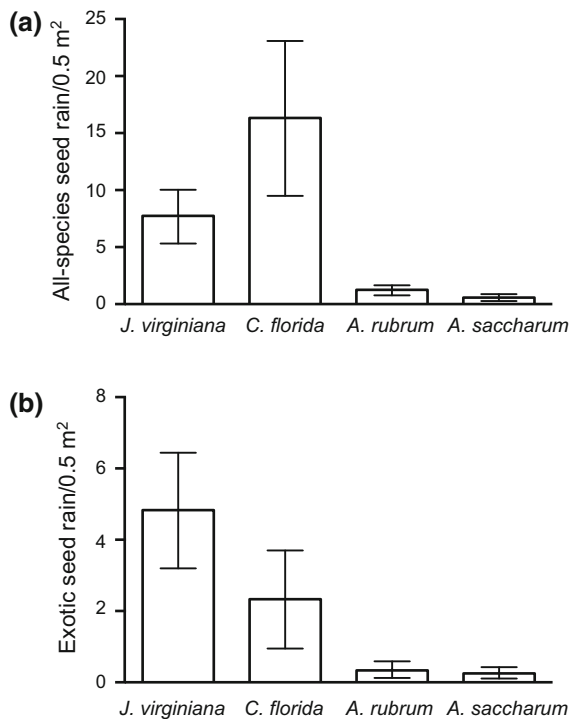 (a)
All-species seed rain/0.5 m²
25
20
15
10
5
0
J. virginiana C. florida A. rubrum A. saccharum
(b)
Exotic seed rain/0.5 m²
8
6
4
2
0
J. virginiana C. florida A. rubrum A. saccharum